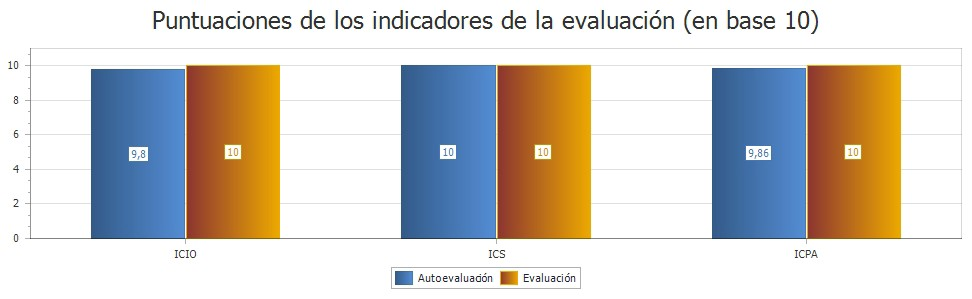 Puntuaciones de los indicadores de la evaluación (en base 10)
10
8
6
4
2
0
9,8
10
10
10
9,86
10
ICIO
ICS
ICPA
Autoevaluación
Evaluación